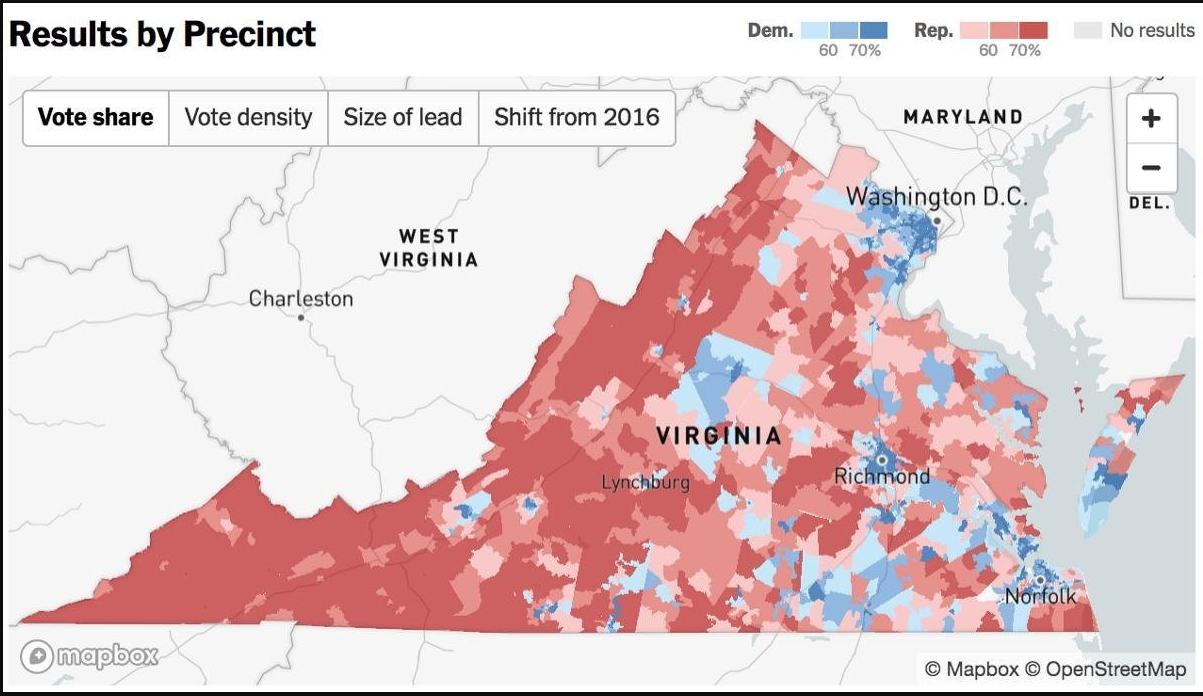 Results by Precinct
Dem.
60 70%
Rep.
60 70%
No results
Vote share
Vote density
Size of lead
Shift from 2016
+
−
MARYLAND
Washington D.C.
DEL.
WEST
VIRGINIA
Charleston
VIRGINIA
Lynchburg
Richmond
Norfolk
mapbox
© Mapbox © OpenStreetMap